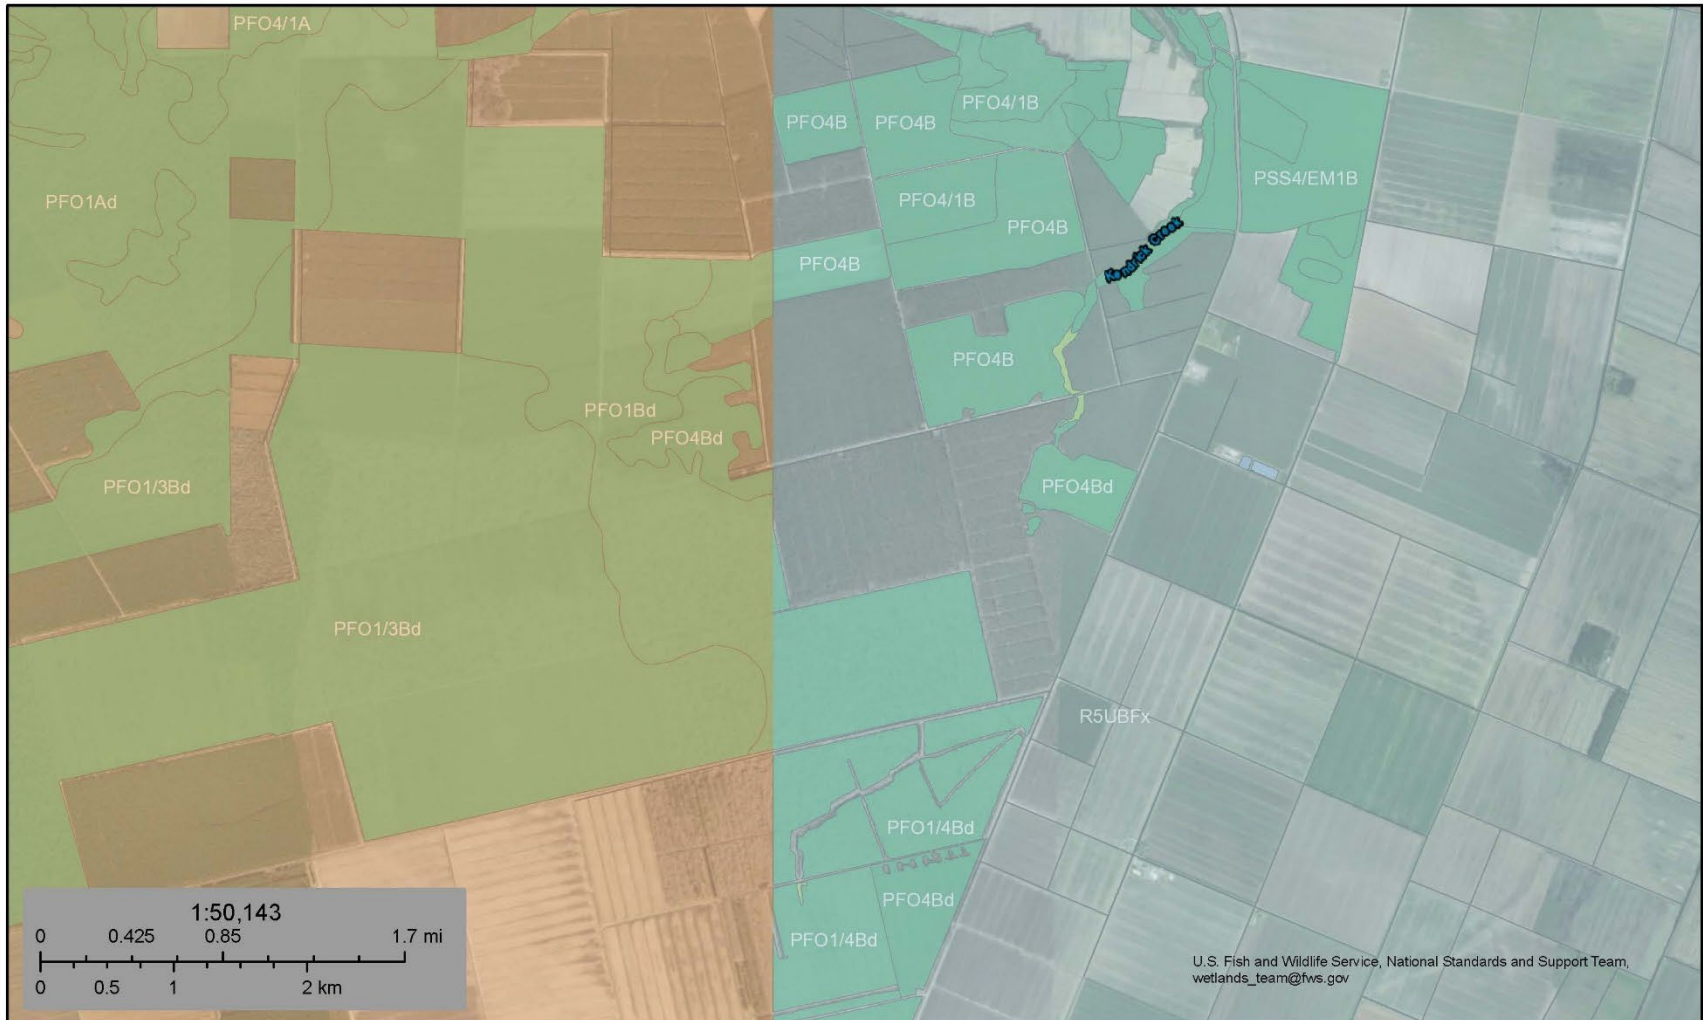 PFO4/1A
PFO4/1B
PFO4B
PFO4B
PFO1Ad
PSS4/EM1B
PFO4/1B
PFO4B
Kendrick Creek
PFO4B
PFO4B
PFO1Bd
PFO4Bd
PFO1/3Bd
PFO4Bd
PFO1/3Bd
R5UBFx
PFO1/4Bd
PFO4Bd
PFO1/4Bd
1:50,143
0 0.425 0.85 1.7 mi
0 0.5 1 2 km
U.S. Fish and Wildlife Service, National Standards and Support Team,
wetlands_team@fws.gov